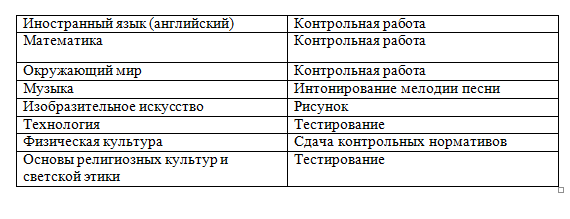 Иностранный язык (английский) Контрольная работа
Математика Контрольная работа
Окружающий мир Контрольная работа
Музыка Интонирование мелодии песни
Изобразительное искусство Рисунок
Технология Тестирование
Физическая культура Сдача контрольных нормативов
Основы религиозных культур и Тестирование
светской этики